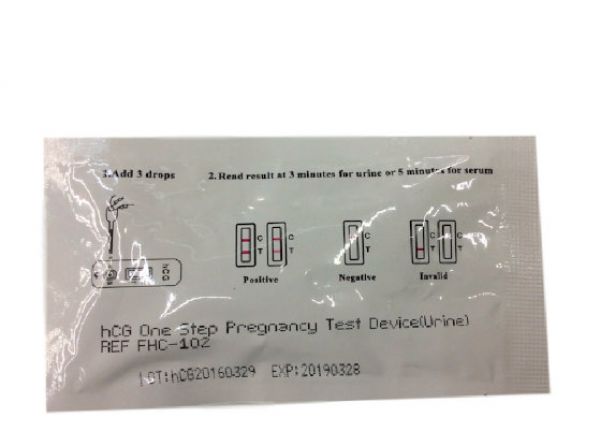 1. Add 3 drops
2. Read result at 3 minutes for urine or 5 minutes for serum
hCG
C
T
C
T
C
T
C
T
C
T
Positive
Negative
Invalid
hCG One Step Pregnancy Test Device(Urine)
REF FHC-102
LOT:hCG20160329 EXP:20190328